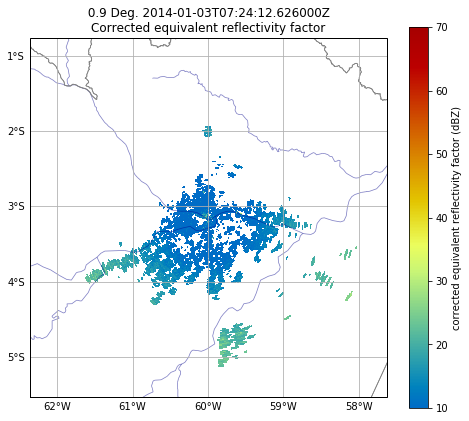 0.9 Deg. 2014-01-03T07:24:12.626000Z
Corrected equivalent reflectivity factor
1°S
2°S
3°S
4°S
5°S
62°W 61°W 60°W 59°W 58°W
70
60
50
40
30
20
10
corrected equivalent reflectivity factor (dBZ)